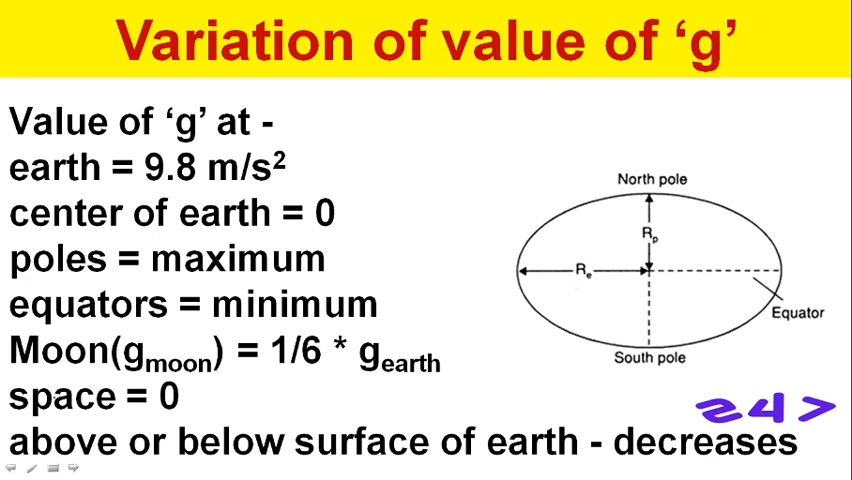 Variation of value of ‘g’
Value of ‘g’ at -
earth = 9.8 m/s²
center of earth = 0
poles = maximum
equators = minimum
Moon(gmoon) = 1/6 * gearth
space = 0
above or below surface of earth - decreases
North pole
Rp
Re
Equator
South pole
247